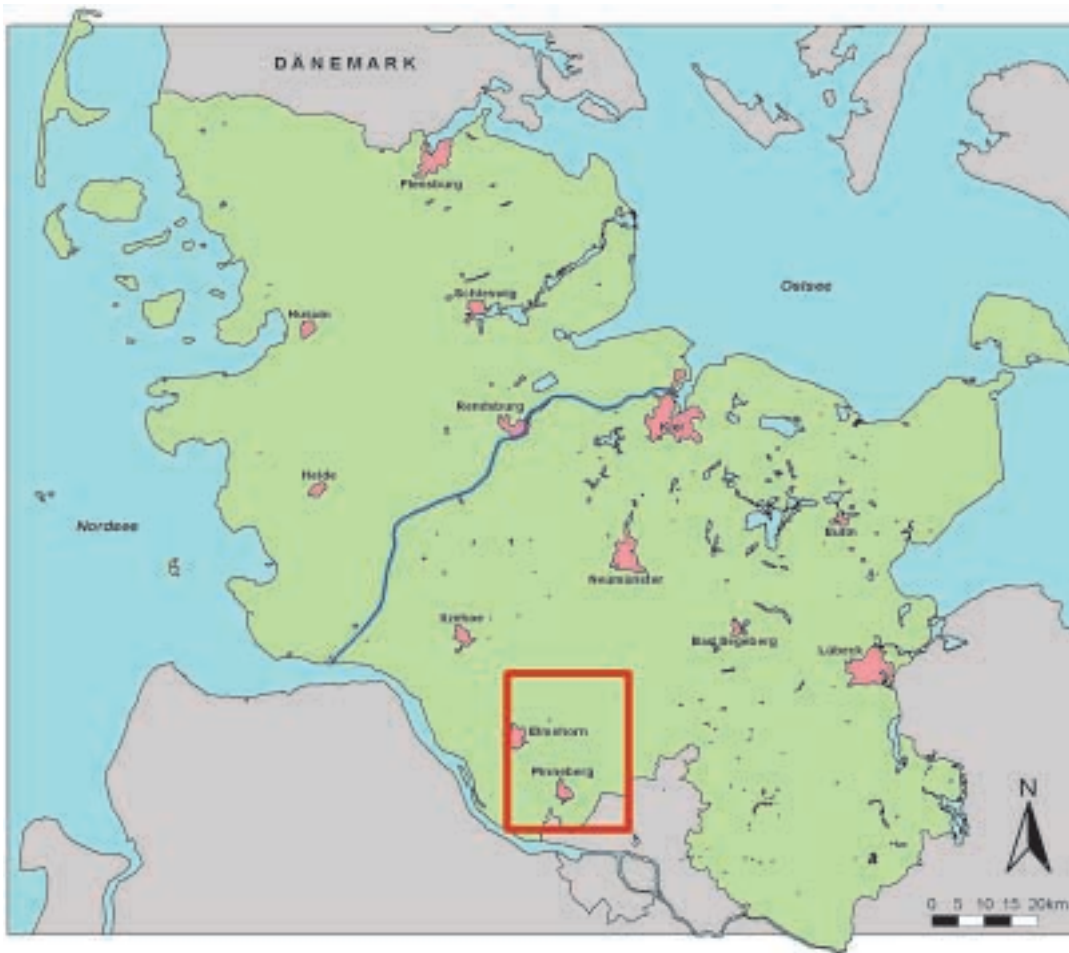 DÄNEMARK
Flensburg
Ostsee
Schleswig
Husum
Rendsburg
Kiel
Heide
Nordsee
Eutin
Neumünster
Itzehoe
Bad Segeberg
Lübeck
Elmshorn
Pinneberg
N
0 5 10 15 20km